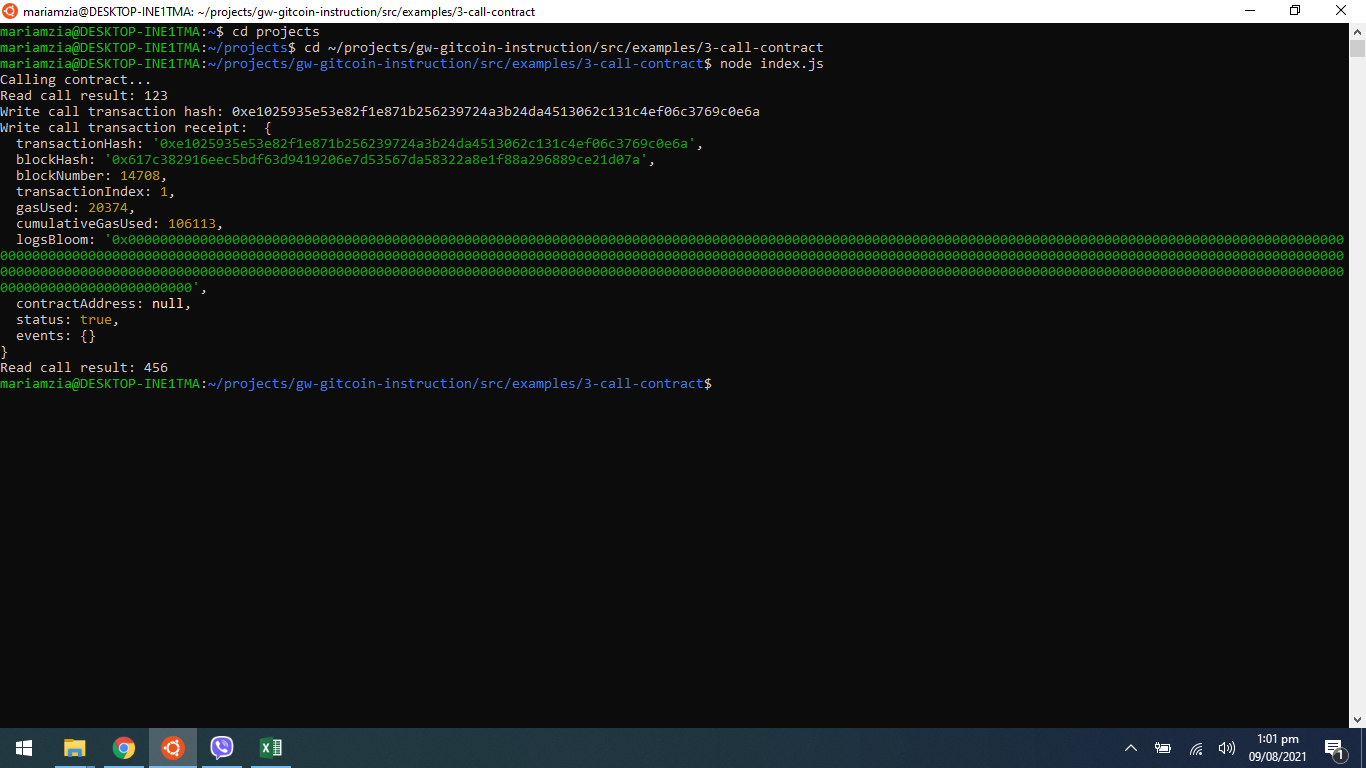 mariamzia@DESKTOP-INE1TMA: ~/projects/gw-gitcoin-instruction/src/examples/3-call-contract
mariamzia@DESKTOP-INE1TMA:~$ cd projects
mariamzia@DESKTOP-INE1TMA:~/projects$ cd ~/projects/gw-gitcoin-instruction/src/examples/3-call-contract
mariamzia@DESKTOP-INE1TMA:~/projects/gw-gitcoin-instruction/src/examples/3-call-contract$ node index.js
Calling contract...
Read call result: 123
Write call transaction hash: 0xe1025935e53e82f1e871b256239724a3b24da4513062c131c4ef06c3769c0e6a
Write call transaction receipt:  {
  transactionHash: '0xe1025935e53e82f1e871b256239724a3b24da4513062c131c4ef06c3769c0e6a',
  blockHash: '0x617c382916eec5bdf63d9419206e7d53567da58322a8e1f88a296889ce21d07a',
  blockNumber: 14708,
  transactionIndex: 1,
  gasUsed: 20374,
  cumulativeGasUsed: 106113,
  logsBloom: '0x
  contractAddress: null,
  status: true,
  events: {}
}
Read call result: 456
mariamzia@DESKTOP-INE1TMA:~/projects/gw-gitcoin-instruction/src/examples/3-call-contract$
1:01 pm
09/08/2021
1